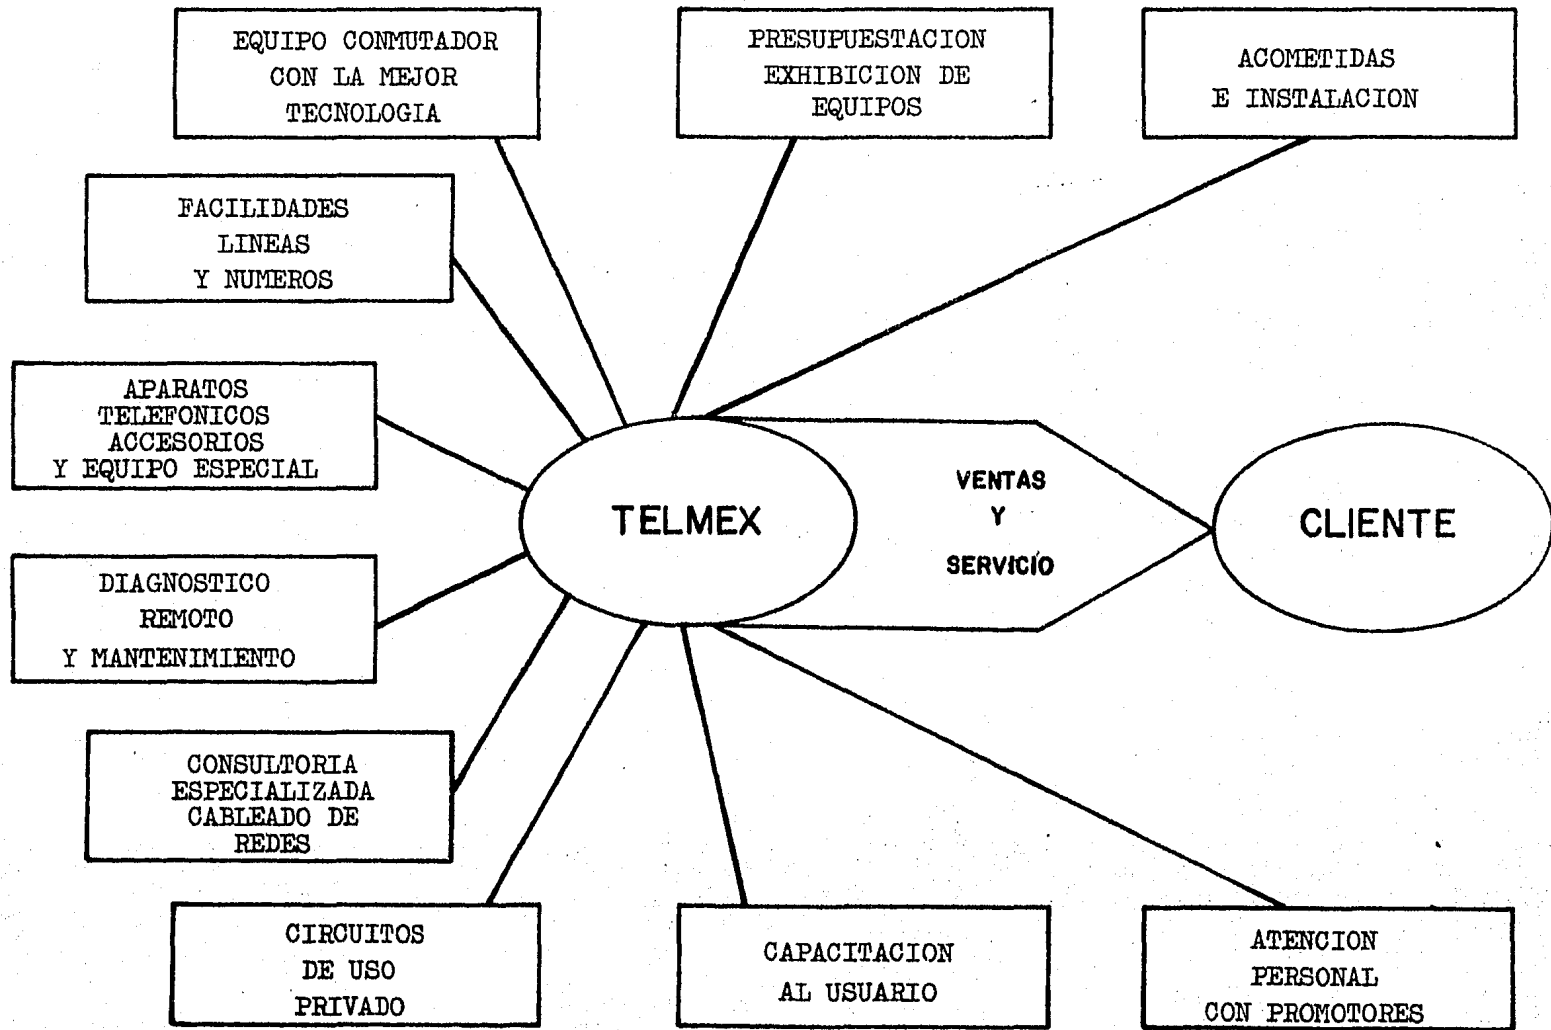 EQUIPO CONMUTADOR
CON LA MEJOR
TECNOLOGIA
PRESUPUESTACION
EXHIBICION DE
EQUIPOS
ACOMETIDAS
E INSTALACION
FACILIDADES
LINEAS
Y NUMEROS
APARATOS
TELEFONICOS
ACCESORIOS
Y EQUIPO ESPECIAL
TELMEX
VENTAS
Y
SERVICIO
CLIENTE
DIAGNOSTICO
REMOTO
Y MANTENIMIENTO
CONSULTORIA
ESPECIALIZADA
CABLEADO DE
REDES
CIRCUITOS
DE USO
PRIVADO
CAPACITACION
AL USUARIO
ATENCION
PERSONAL
CON PROMOTORES